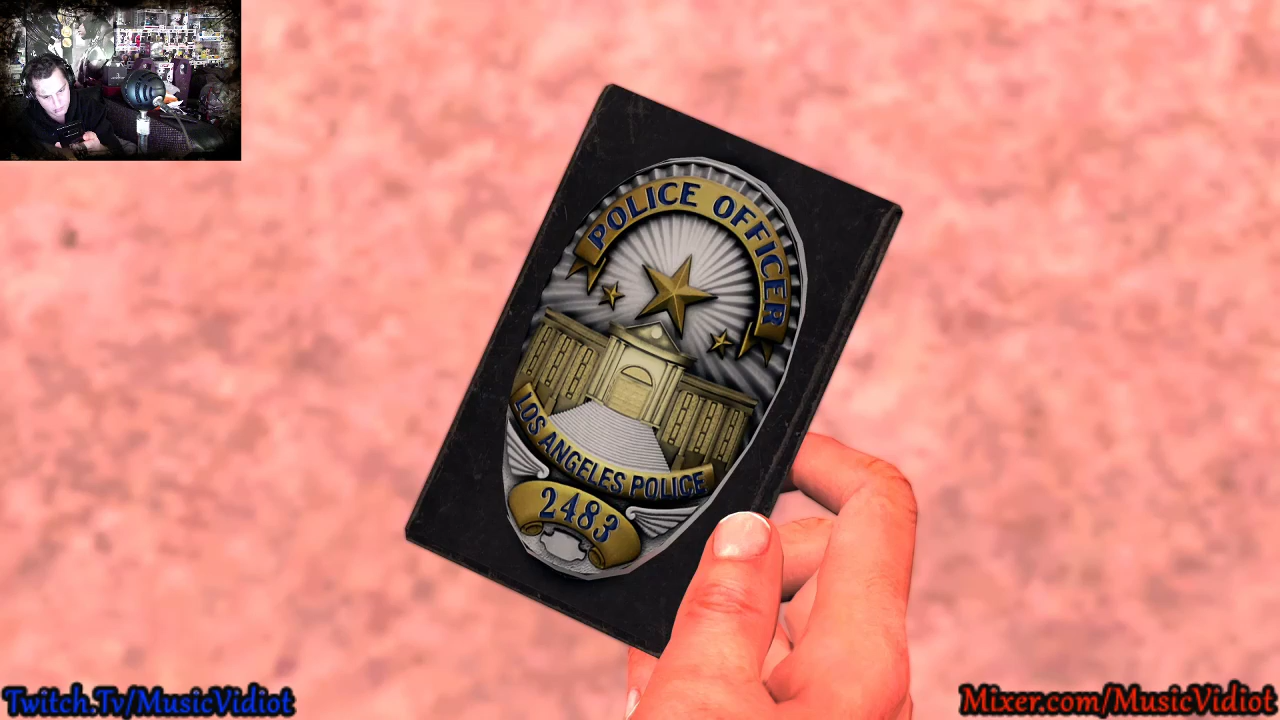 POLICE OFFICER
LOS ANGELES POLICE
2483
Twitch.Tv/MusicVidiot
Mixer.com/MusicVidiot